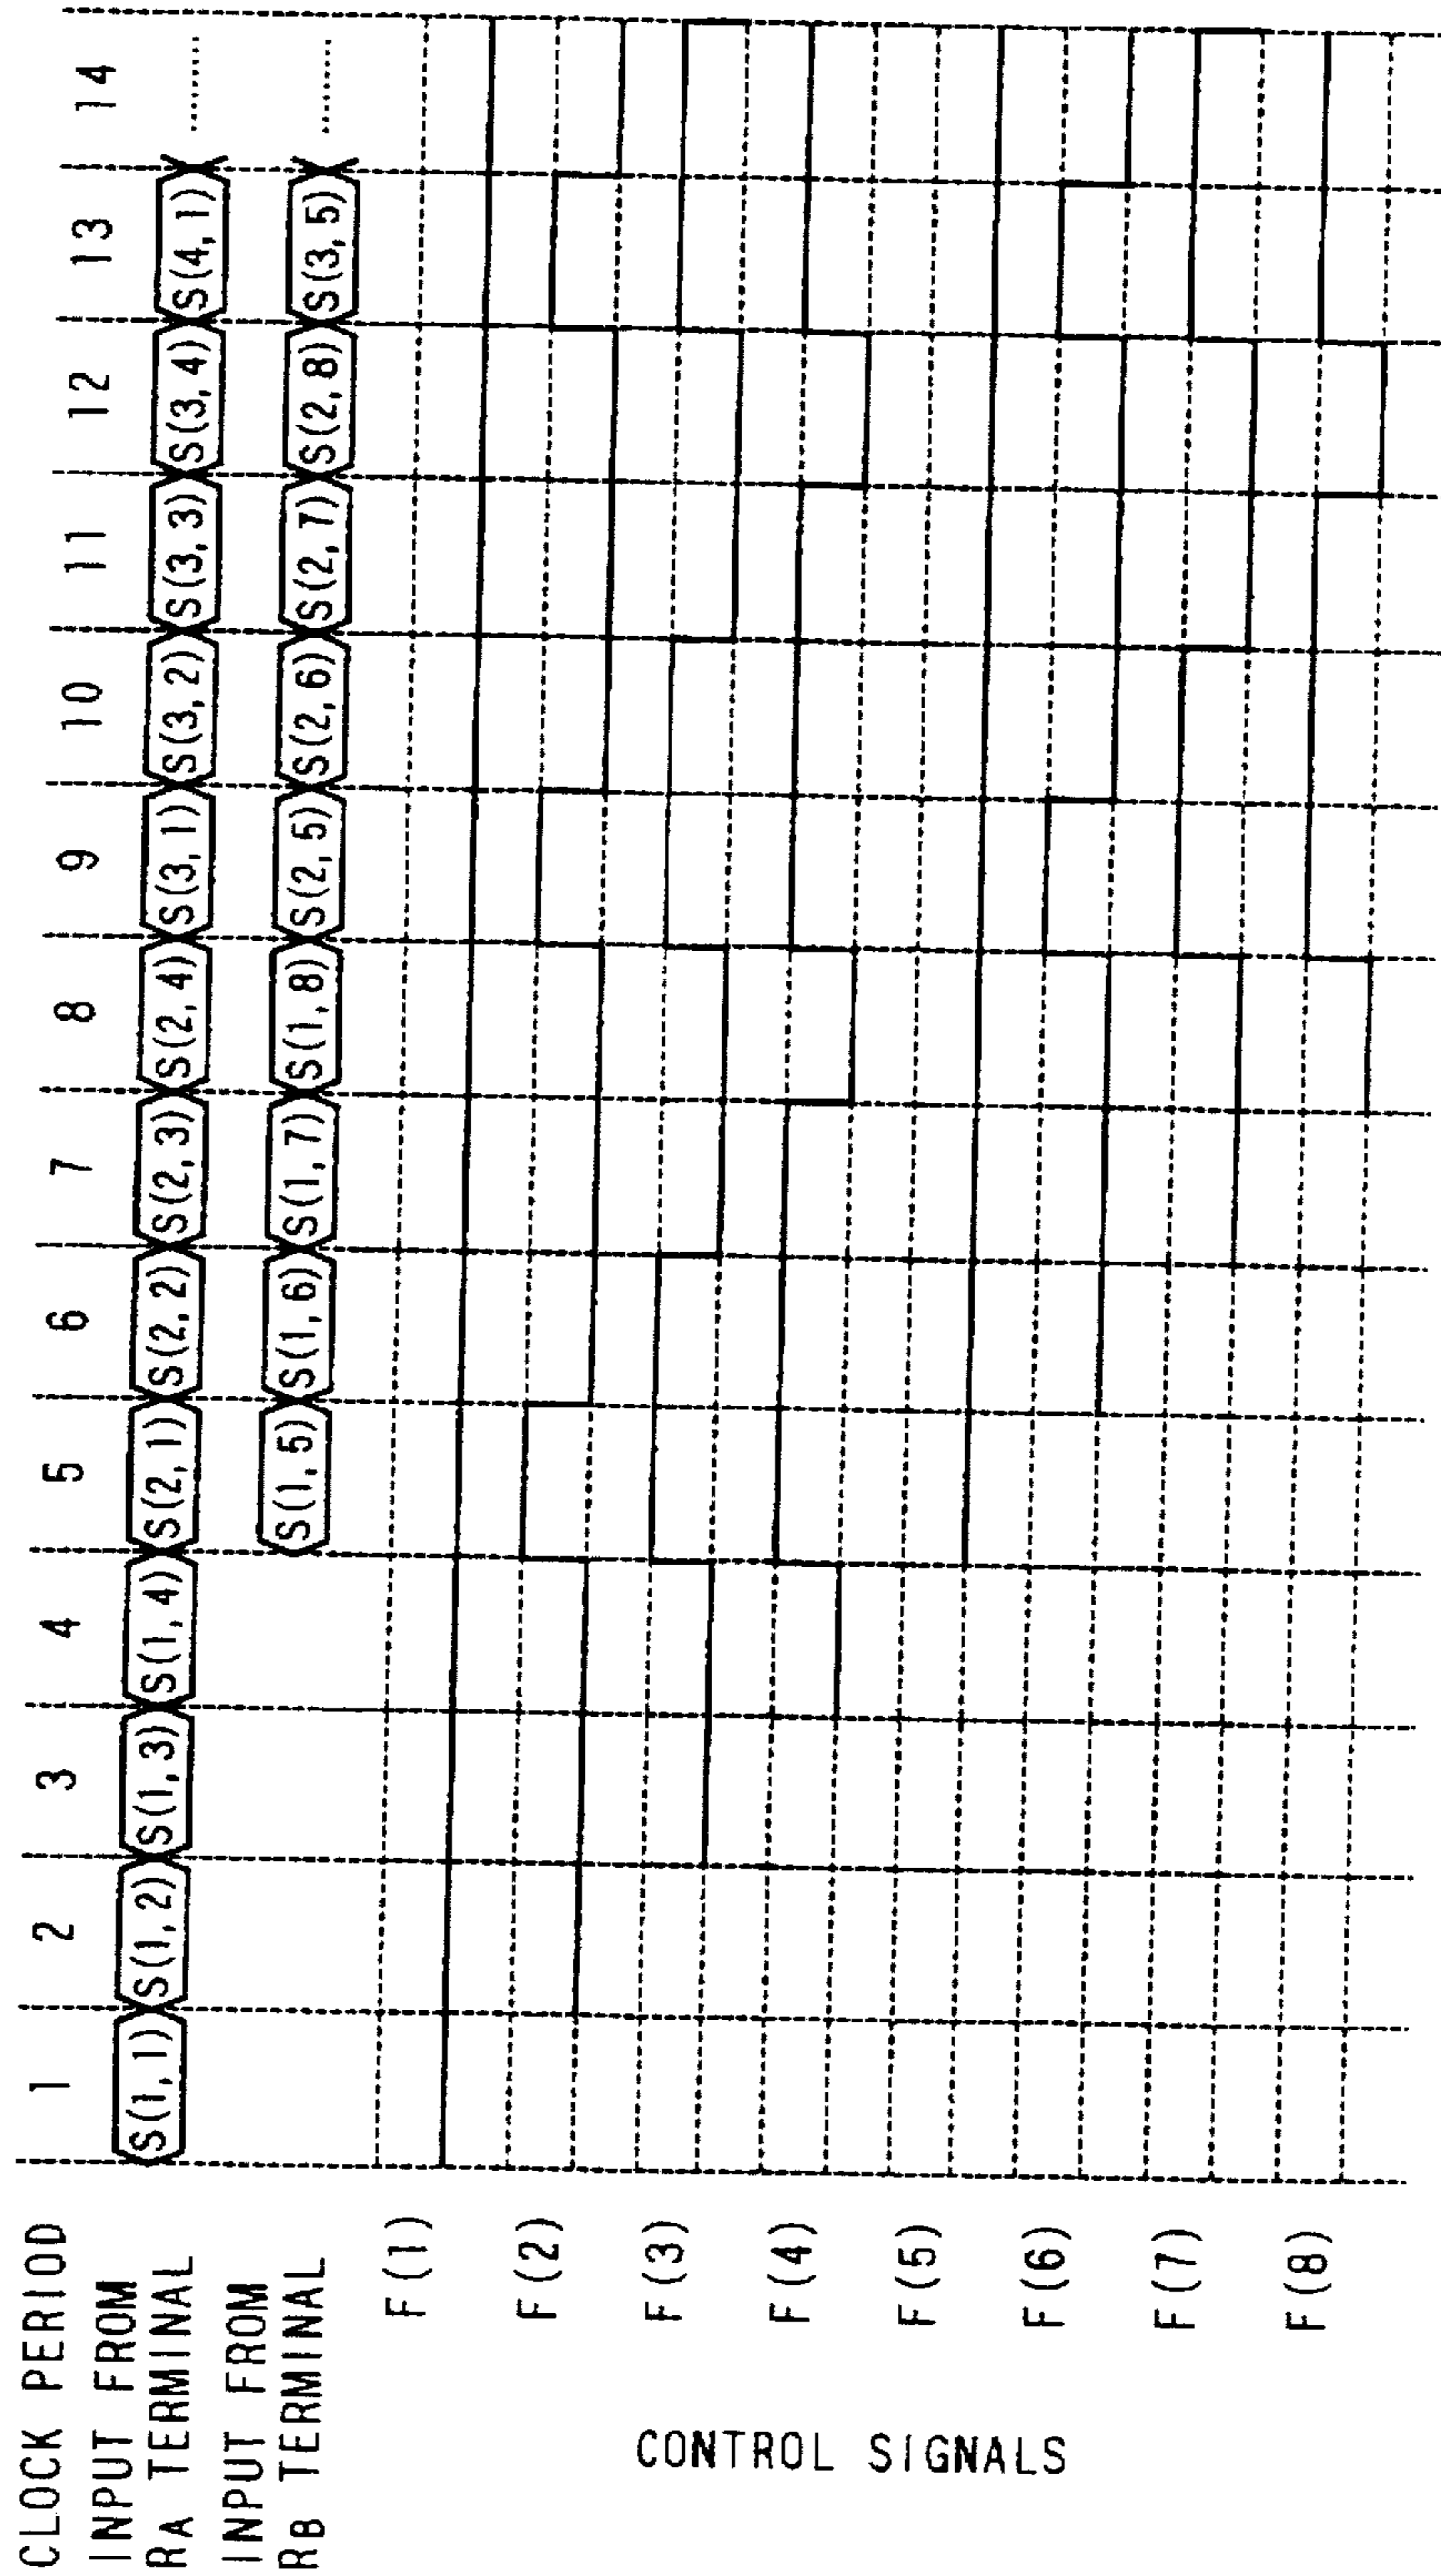 CLOCK PERIOD 1 2 3 4 5 6 7 8 9 10 11 12 13 14
INPUT FROM
RA TERMINAL S(1,1) S(1,2) S(1,3) S(1,4) S(2,1) S(2,2) S(2,3) S(2,4) S(3,1) S(3,2) S(3,3) S(3,4) S(4,1) ........
INPUT FROM
RB TERMINAL S(1,5) S(1,6) S(1,7) S(1,8) S(2,5) S(2,6) S(2,7) S(2,8) S(3,5) ........
F(1)
F(2)
F(3)
F(4)
F(5)
F(6)
F(7)
F(8)
CONTROL SIGNALS